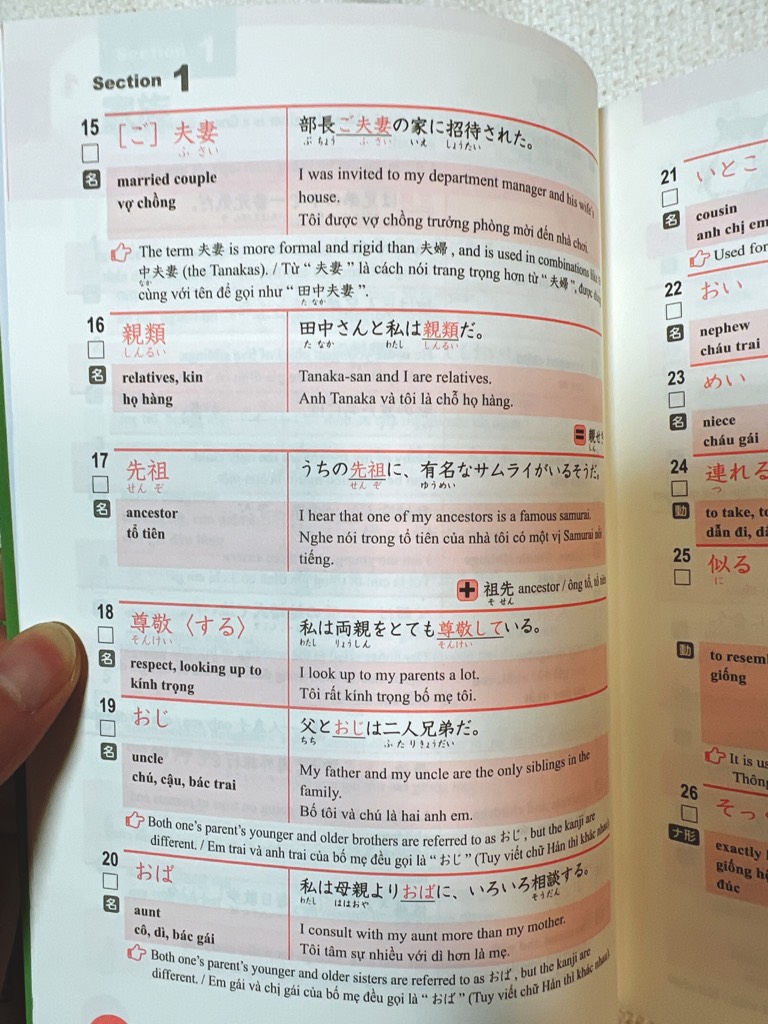 Section 1
15 [ご] 夫妻
ふ さい
部長ご夫妻の家に招待された。
ぶちょう ふ さい いえ しょうたい
名
married couple
vợ chồng
I was invited to my department manager and his wife's
house.
Tôi được vợ chồng trưởng phòng mời đến nhà chơi.
The term 夫妻 is more formal and rigid than 夫婦, and is used in combinations
中夫妻 (the Tanakas). / Từ “ 夫妻 ” là cách nói trang trọng hơn từ “ 夫婦 ”, được
なか
cùng với tên để gọi như “ 田中夫妻 ”.
た なか
16 親類
しんるい
田中さんと私は親類だ。
た なか わたし しんるい
名
relatives, kin
họ hàng
Tanaka-san and I are relatives.
Anh Tanaka và tôi là chỗ họ hàng.
= 親せき
しん
17 先祖
せん ぞ
うちの先祖に、有名なサムライがいるそうだ。
せん ぞ ゆうめい
名
ancestor
tổ tiên
I hear that one of my ancestors is a famous samurai.
Nghe nói trong tổ tiên của nhà tôi có một vị Samurai nổi
tiếng.
+ 祖先 ancestor / ông tổ, tổ
そ せん
18 尊敬〈する〉
そんけい
私は両親をとても尊敬している。
わたし りょうしん そんけい
名
respect, looking up to
kính trọng
I look up to my parents a lot.
Tôi rất kính trọng bố mẹ tôi.
19 おじ
父とおじは二人兄弟だ。
ちち ふたりきょうだい
名
uncle
chú, cậu, bác trai
My father and my uncle are the only siblings in the
family.
Bố tôi và chú là hai anh em.
Both one's parent's younger and older brothers are referred to as おじ, but the kanji are
different. / Em trai và anh trai của bố mẹ đều gọi là “ おじ ” (Tuy viết chữ Hán thì khác nhau)
20 おば
私は母親よりおばに、いろいろ相談する。
わたし ははおや そうだん
名
aunt
cô, dì, bác gái
I consult with my aunt more than my mother.
Tôi tâm sự nhiều với dì hơn là mẹ.
Both one's parent's younger and older sisters are referred to as おば, but the kanji are
different. / Em gái và chị gái của bố mẹ đều gọi là “ おば ” (Tuy viết chữ Hán thì khác nhau)
21 いとこ
名
cousin
anh chị em
Used for
22 おい
名
nephew
cháu trai
23 めい
名
niece
cháu gái
24 連れる
つ
動
to take,
dẫn đi,
25 似る
に
動
to resem
giống
It is us
Thông
26 そっ
ナ形
exactly
giống
đúc